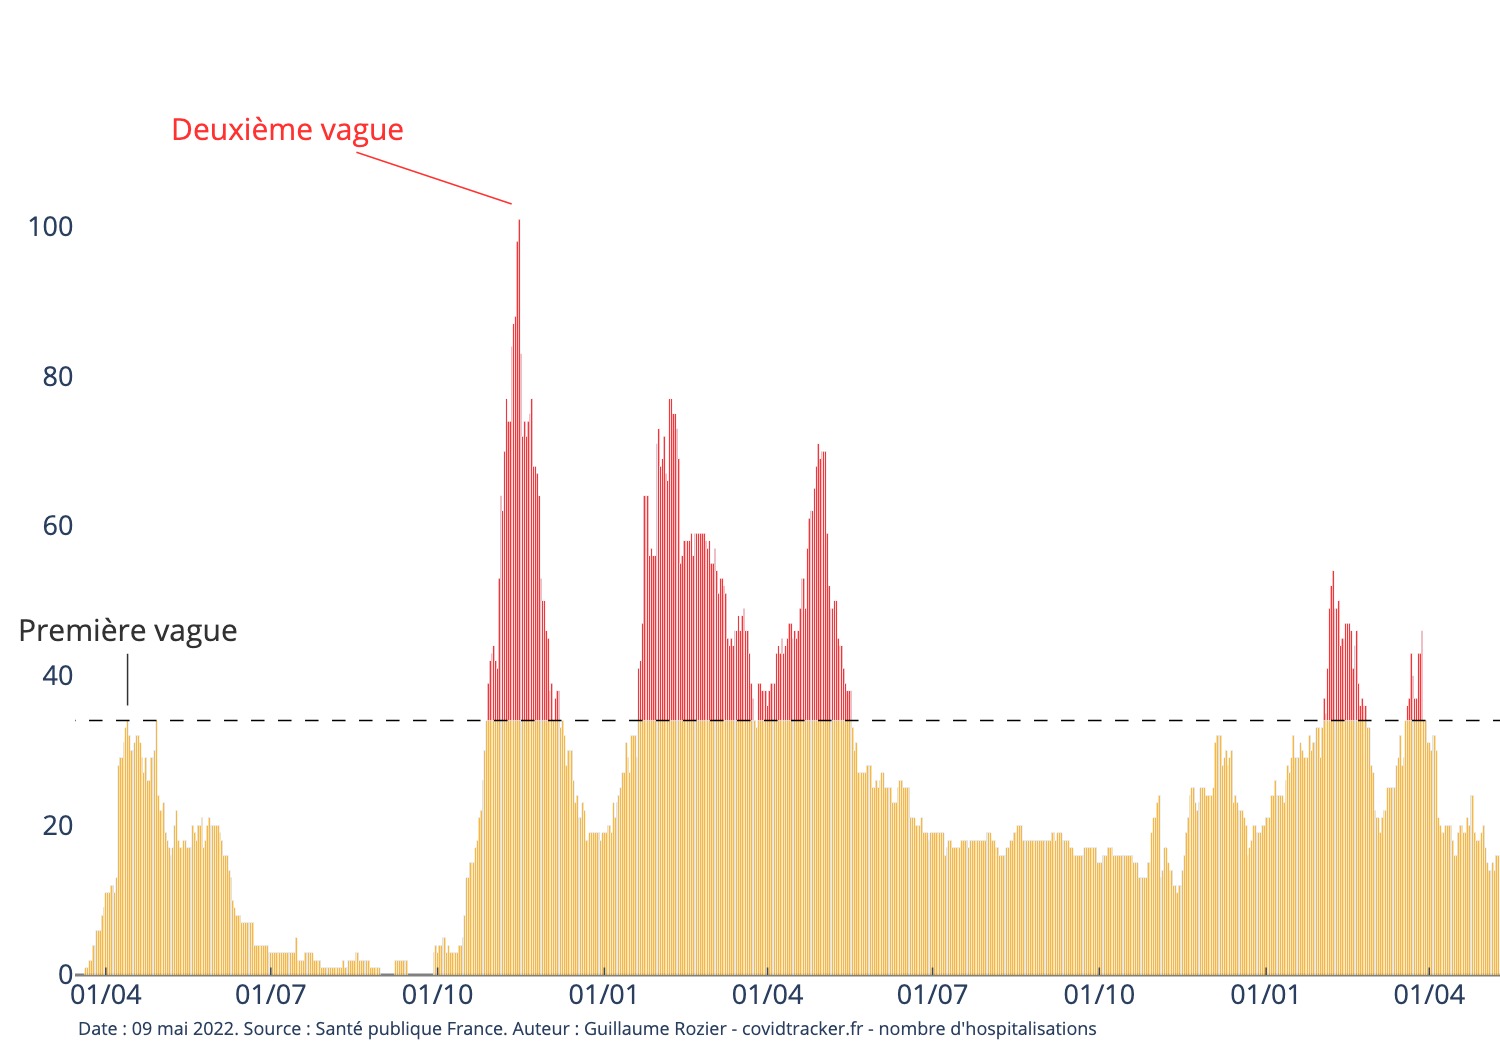 Deuxième vague
100
80
60
Première vague
40
20
0
01/04 01/07 01/10 01/01 01/04 01/07 01/10 01/01 01/04
Date : 09 mai 2022. Source : Santé publique France. Auteur : Guillaume Rozier - covidtracker.fr - nombre d'hospitalisations